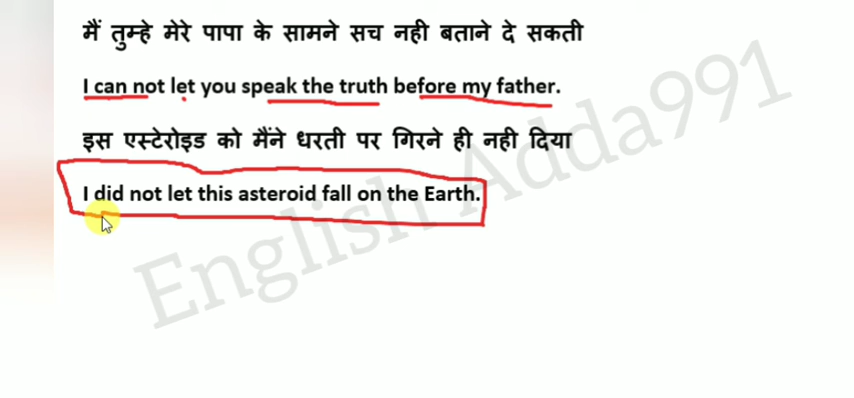 मैं तुम्हे मेरे पापा के सामने सच नही बताने दे सकती
I can not let you speak the truth before my father.
इस एस्टेरोइड को मैंने धरती पर गिरने ही नही दिया
I did not let this asteroid fall on the Earth.
English Adda991